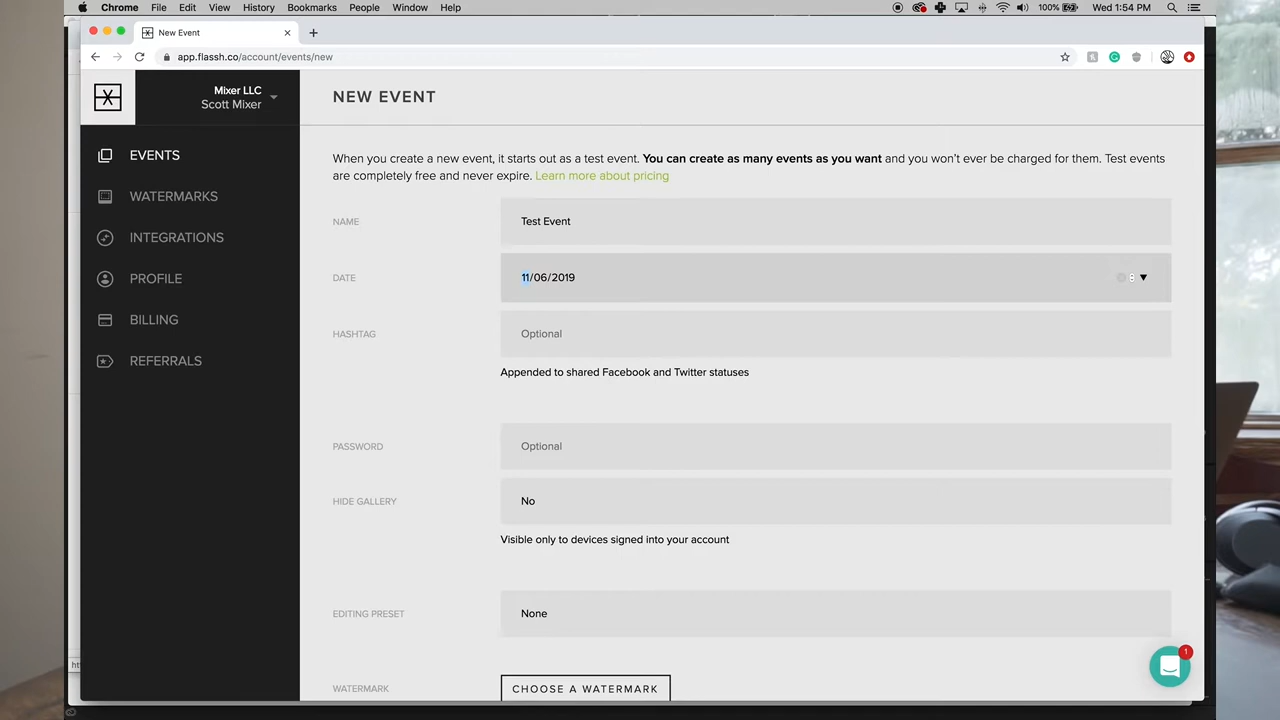 Chrome File Edit View History Bookmarks People Window Help 100% Wed 1:54 PM
New Event
app.flassh.co/account/events/new
Mixer LLC
Scott Mixer
NEW EVENT
EVENTS
WATERMARKS
INTEGRATIONS
PROFILE
BILLING
REFERRALS
When you create a new event, it starts out as a test event. You can create as many events as you want and you won't ever be charged for them. Test events
are completely free and never expire. Learn more about pricing
NAME Test Event
DATE 11/06/2019
HASHTAG Optional
Appended to shared Facebook and Twitter statuses
PASSWORD Optional
HIDE GALLERY No
Visible only to devices signed into your account
EDITING PRESET None
WATERMARK CHOOSE A WATERMARK
1